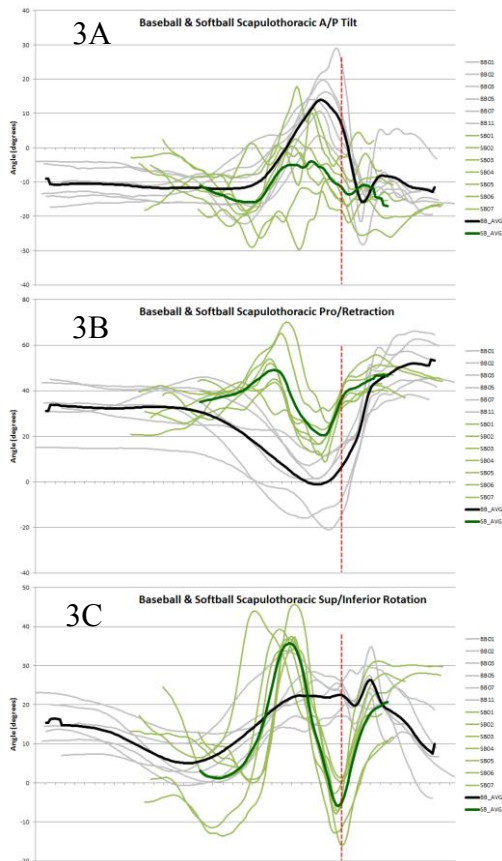 3A
Baseball & Softball Scapulothoracic A/P Tilt
Angle (degrees)
40
30
20
10
0
-10
-20
-30
-40
BB01
BB02
BB03
BB05
BB07
BB11
SB01
SB02
SB03
SB04
SB05
SB06
SB07
BB_AVG
SB_AVG
3B
Baseball & Softball Scapulothoracic Pro/Retraction
Angle (degrees)
80
60
40
20
0
-20
-40
BB01
BB02
BB03
BB05
BB07
BB11
SB01
SB02
SB03
SB04
SB05
SB06
SB07
BB_AVG
SB_AVG
3C
Baseball & Softball Scapulothoracic Sup/Inferior Rotation
Angle (degrees)
50
40
30
20
10
0
-10
-20
BB01
BB02
BB03
BB05
BB07
BB11
SB01
SB02
SB03
SB04
SB05
SB06
SB07
BB_AVG
SB_AVG